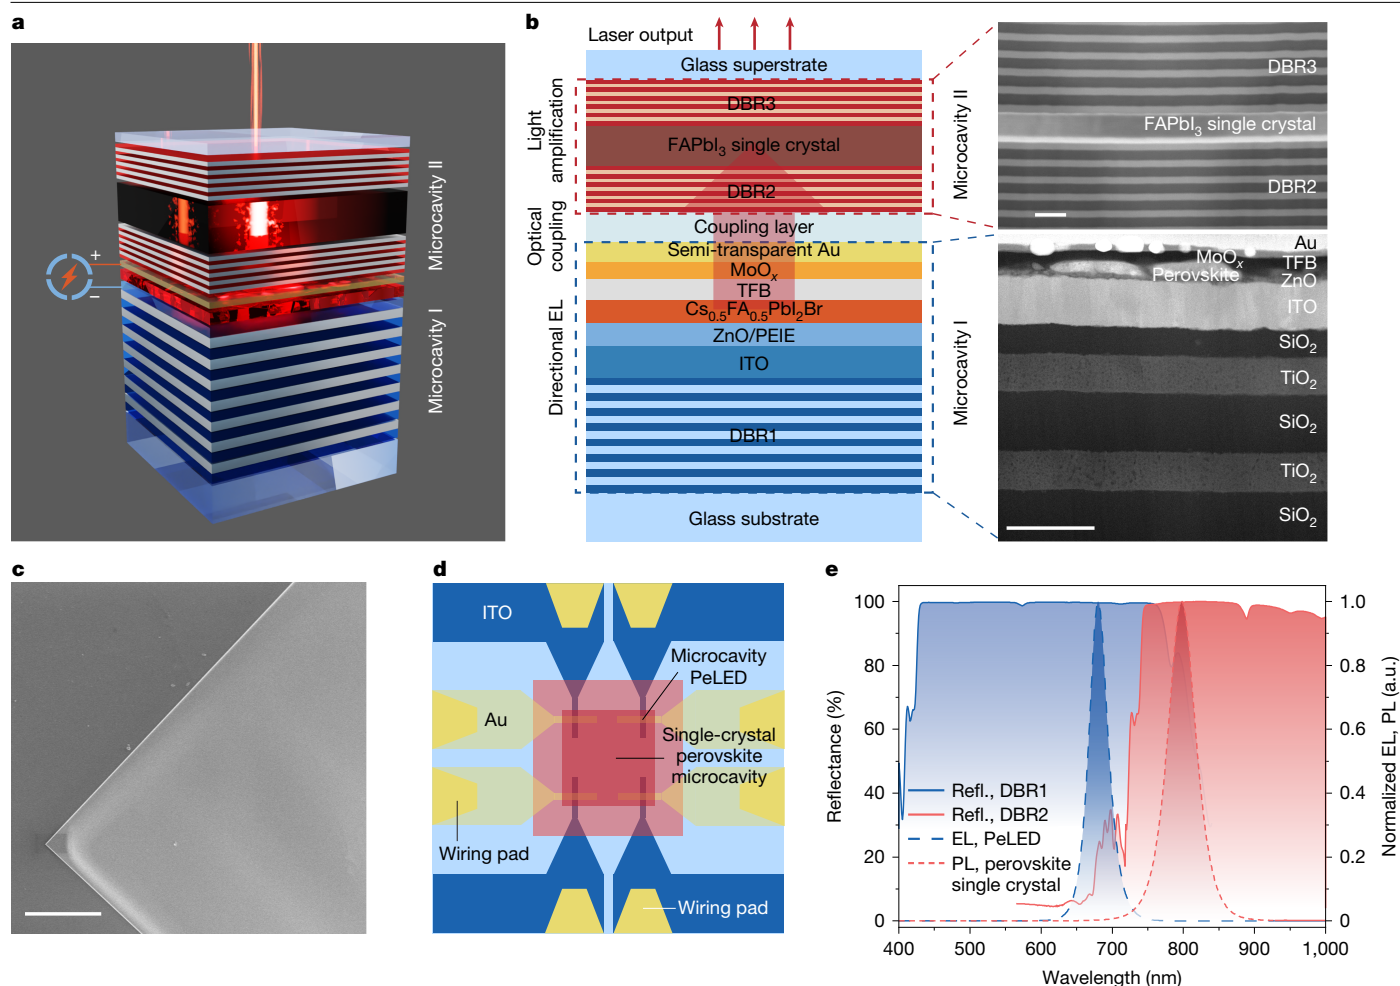 a
+
−
Microcavity II
Microcavity I
b
Laser output
Glass superstrate
DBR3
FAPbI3 single crystal
DBR2
Coupling layer
Semi-transparent Au
MoOx
TFB
Cs0.5FA0.5PbI2Br
ZnO/PEIE
ITO
DBR1
Glass substrate
Light
amplification
Optical
coupling
Directional EL
Microcavity II
Microcavity I
DBR3
FAPbI3 single crystal
DBR2
Au
MoOx
TFB
Perovskite
ZnO
ITO
SiO2
TiO2
SiO2
TiO2
SiO2
c
d
ITO
Microcavity
PeLED
Au
Single-crystal
perovskite
microcavity
Wiring pad
Wiring pad
e
Reflectance (%)
100
80
60
40
20
0
Refl., DBR1
Refl., DBR2
EL, PeLED
PL, perovskite
single crystal
1.0
0.8
0.6
0.4
0.2
0
Normalized EL, PL (a.u.)
400 500 600 700 800 900 1,000
Wavelength (nm)